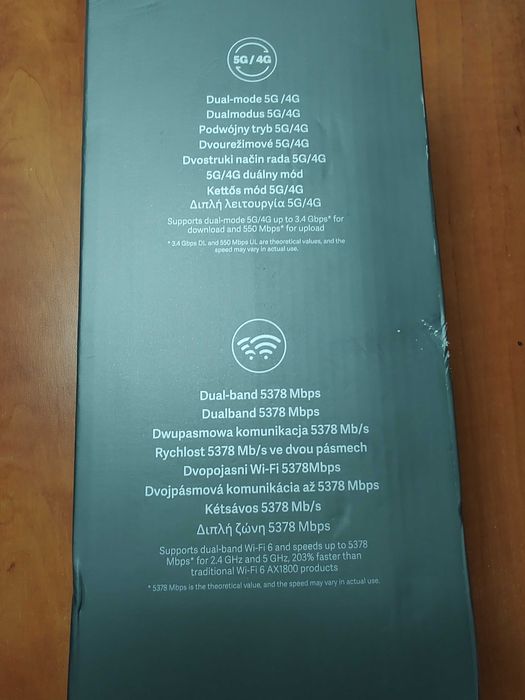 5G/4G
Dual-mode 5G /4G
Dualmodus 5G/4G
Podwójny tryb 5G/4G
Dvourežimové 5G/4G
Dvostruki način rada 5G/4G
5G/4G duálny mód
Kettős mód 5G/4G
Διπλή λειτουργία 5G/4G
Supports dual-mode 5G/4G up to 3.4 Gbps* for
download and 550 Mbps* for upload
* 3.4 Gbps DL and 550 Mbps UL are theoretical values, and the
speed may vary in actual use.
Dual-band 5378 Mbps
Dualband 5378 Mbps
Dwupasmowa komunikacja 5378 Mb/s
Rychlost 5378 Mb/s ve dvou pásmech
Dvopojasni Wi-Fi 5378Mbps
Dvojpásmová komunikácia až 5378 Mbps
Kétsávos 5378 Mb/s
Διπλή ζώνη 5378 Mbps
Supports dual-band Wi-Fi 6 and speeds up to 5378
Mbps* for 2.4 GHz and 5 GHz, 203% faster than
traditional Wi-Fi 6 AX1800 products
* 5378 Mbps is the theoretical value, and the speed may vary in actual use.